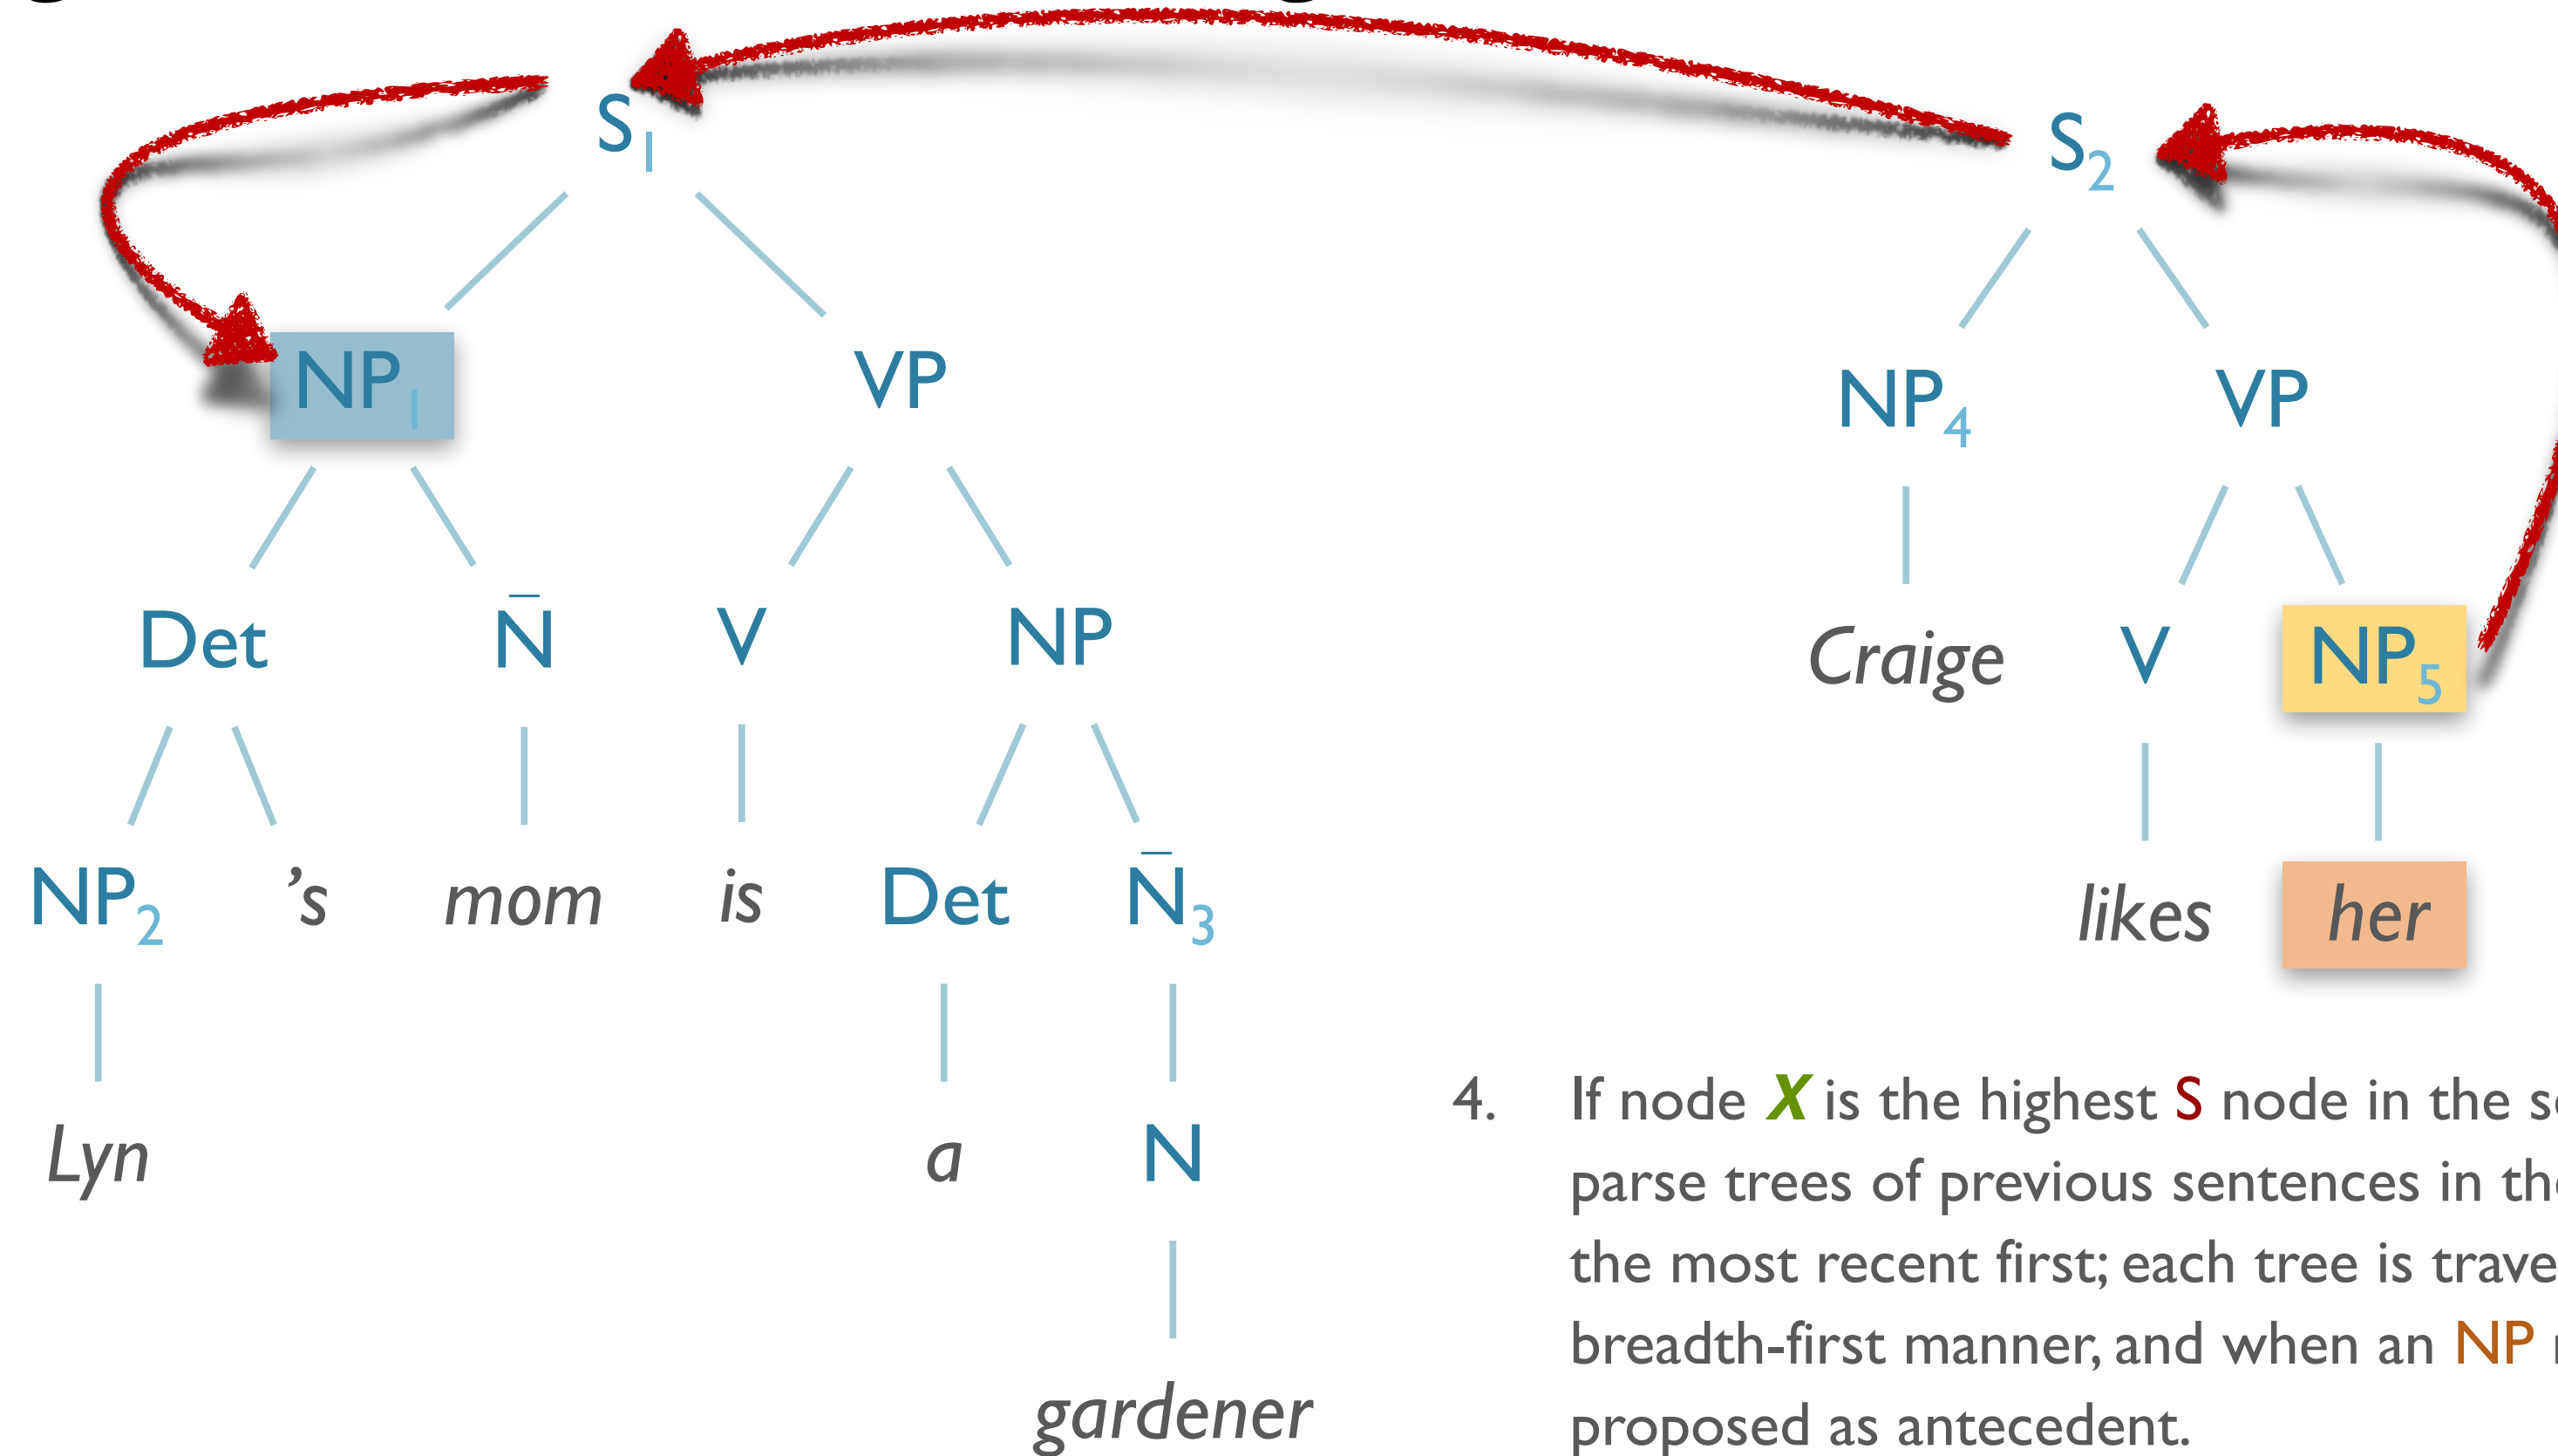 S1
S2
NP1 VP
NP4 VP
Det N̅ V NP
Craige V NP5
NP2 's mom is Det N̅3
likes her
Lyn a N
gardener
4. If node X is the highest S node in the
parse trees of previous sentences in
the most recent first; each tree is
breadth-first manner, and when an NP
proposed as antecedent.